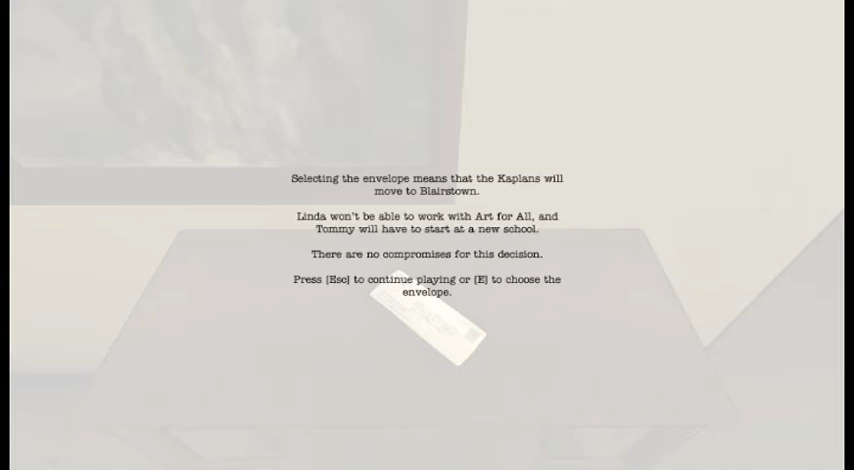 Selecting the envelope means that the Kaplans will
move to Blairstown.
Linda won't be able to work with Art for All, and
Tommy will have to start at a new school.
There are no compromises for this decision.
Press [Esc] to continue playing or [E] to choose the
envelope.